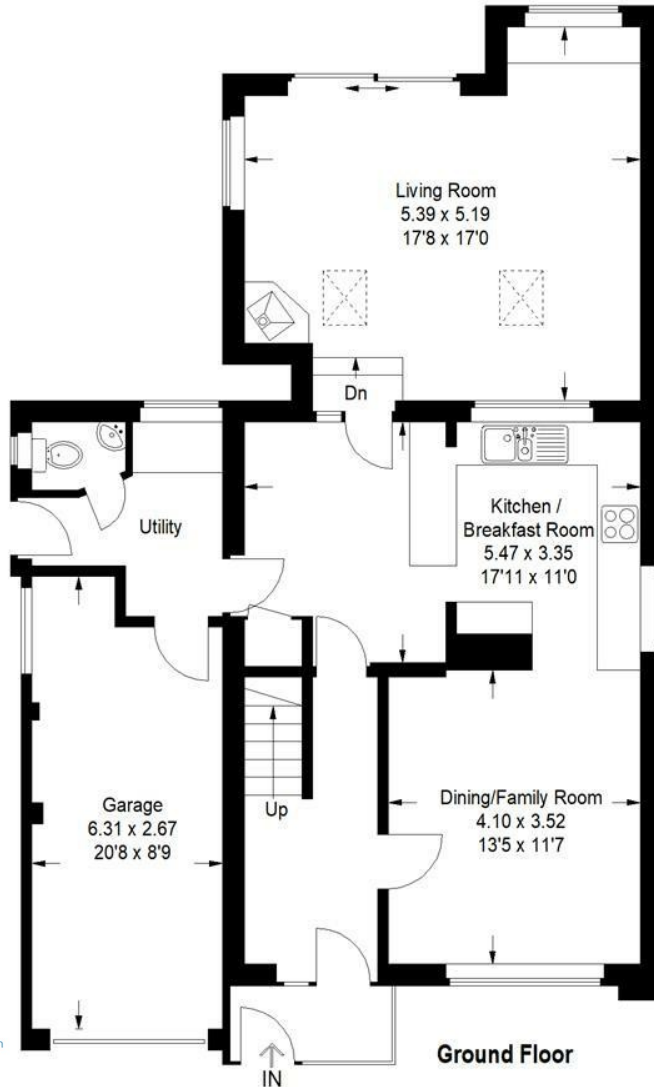 Living Room
5.39 x 5.19
17'8 x 17'0
Dn
Kitchen /
Breakfast Room
5.47 x 3.35
17'11 x 11'0
Utility
Garage
6.31 x 2.67
20'8 x 8'9
Up
Dining/Family Room
4.10 x 3.52
13'5 x 11'7
IN
Ground Floor